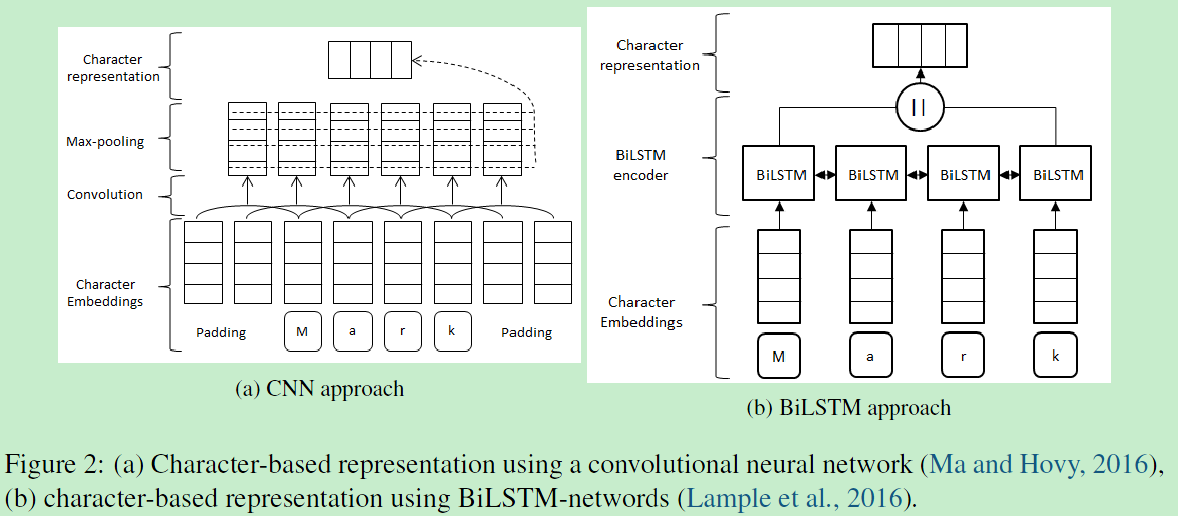 Character
representation
Max-pooling
Convolution
Character
Embeddings
Padding
M
a
r
k
Padding
(a) CNN approach
Character
representation
||
BiLSTM
encoder
BiLSTM
BiLSTM
BiLSTM
BiLSTM
Character
Embeddings
M
a
r
k
(b) BiLSTM approach
Figure 2: (a) Character-based representation using a convolutional neural network (Ma and Hovy, 2016),
(b) character-based representation using BiLSTM-networds (Lample et al., 2016).